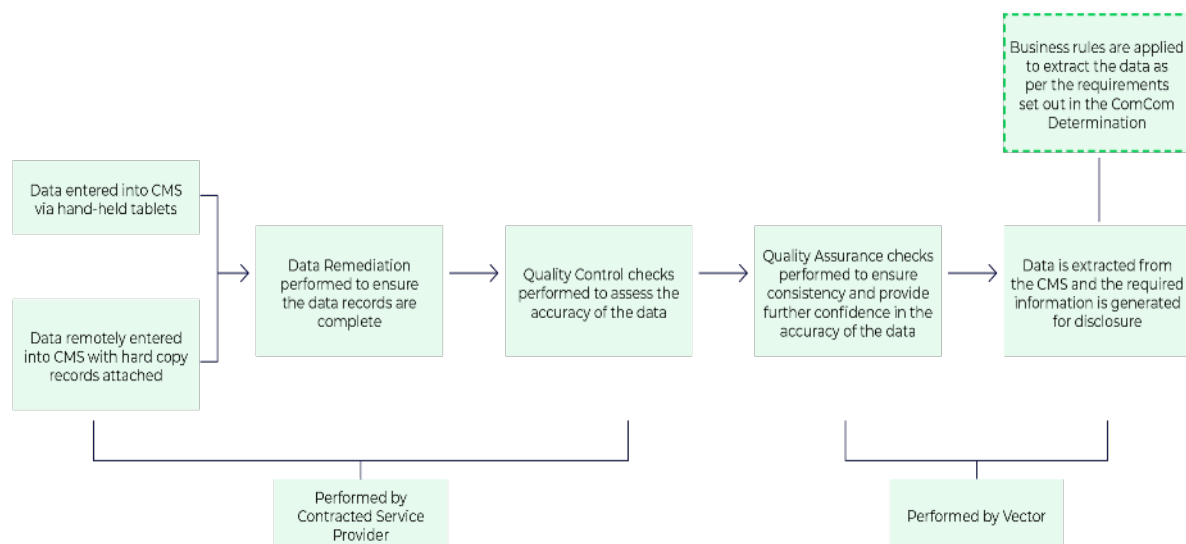 Business rules are applied
to extract the data as
per the requirements
set out in the ComCom
Determination
Data entered into CMS
via hand-held tablets
Data remotely entered
into CMS with hard copy
records attached
Data Remediation
performed to ensure
the data records are
complete
Quality Control checks
performed to assess the
accuracy of the data
Quality Assurance checks
performed to ensure
consistency and provide
further confidence in the
accuracy of the data
Data is extracted from
the CMS and the required
information is generated
for disclosure
Performed by
Contracted Service
Provider
Performed by Vector